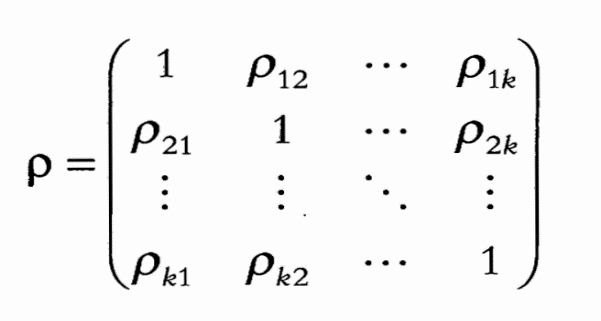 1 ρ₁₂ ⋯ ρ₁ₖ
ρ₂₁ 1 ⋯ ρ₂ₖ
ρ =
⋮ ⋮ ⋱ ⋮
ρₖ₁ ρₖ₂ ⋯ 1